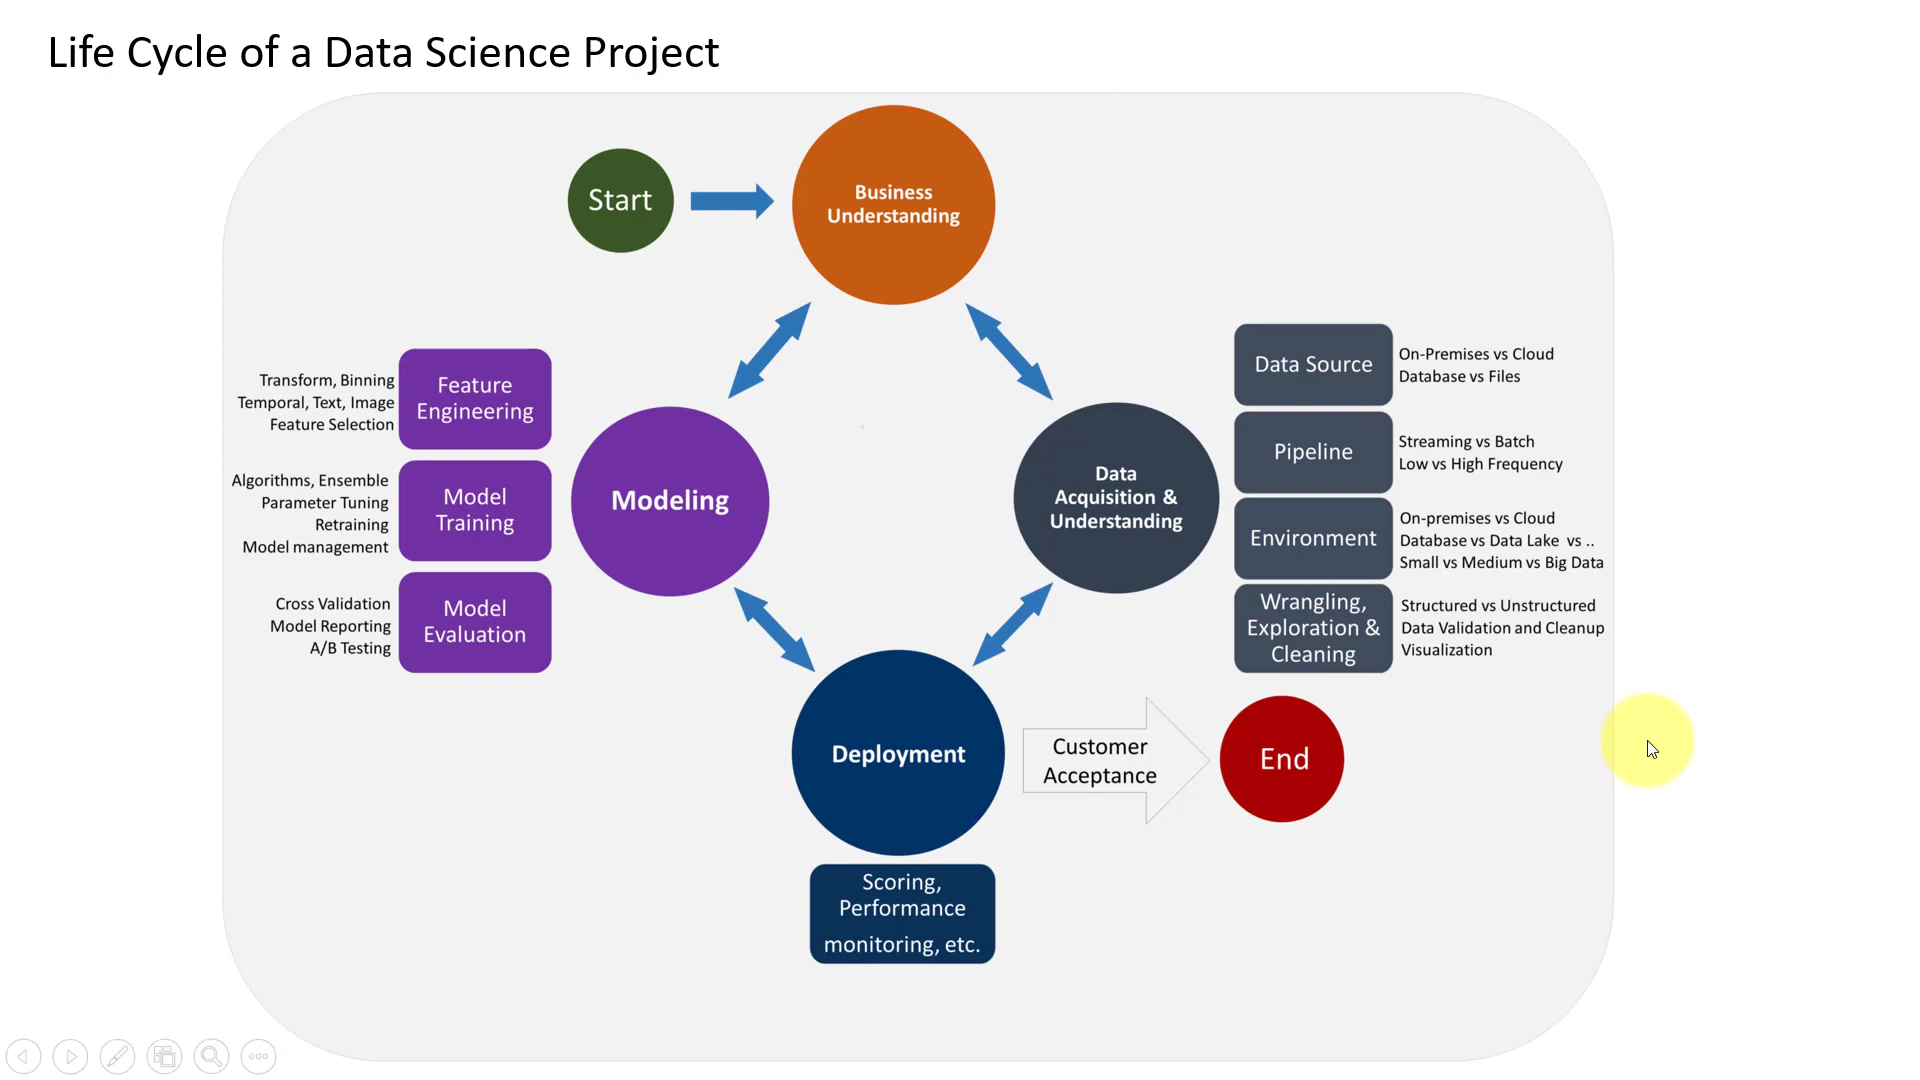 Life Cycle of a Data Science Project
Start
Business
Understanding
Transform, Binning
Temporal, Text, Image
Feature Selection
Feature
Engineering
Algorithms, Ensemble
Parameter Tuning
Retraining
Model management
Model
Training
Cross Validation
Model Reporting
A/B Testing
Model
Evaluation
Modeling
Data
Acquisition &
Understanding
Data Source
On-Premises vs Cloud
Database vs Files
Pipeline
Streaming vs Batch
Low vs High Frequency
Environment
On-premises vs Cloud
Database vs Data Lake vs ..
Small vs Medium vs Big Data
Wrangling,
Exploration &
Cleaning
Structured vs Unstructured
Data Validation and Cleanup
Visualization
Deployment
Customer
Acceptance
End
Scoring,
Performance
monitoring, etc.